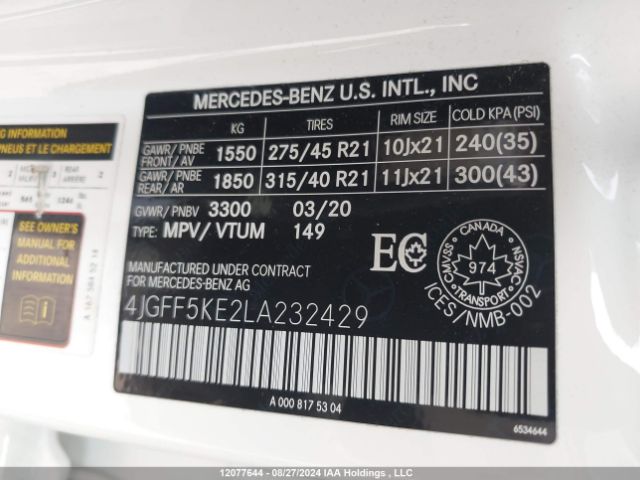 MERCEDES-BENZ U.S. INTL., INC
KG TIRES RIM SIZE COLD KPA (PSI)
GAWR/ PNBE FRONT/ AV 1550 275/45 R21 10Jx21 240(35)
GAWR/ PNBE REAR/ AR 1850 315/40 R21 11Jx21 300(43)
GVWR/ PNBV 3300 03/20
TYPE: MPV/ VTUM 149
MANUFACTURED UNDER CONTRACT
FOR MERCEDES-BENZ AG
EC
CANADA
CMVSS NSVAC
974
TRANSPORT
ICES/NMB-002
4JGFF5KE2LA232429
A 000 817 53 04
6534644
G INFORMATION
PNEUS ET LE CHARGEMENT
SEE OWNER'S
MANUAL FOR
ADDITIONAL
INFORMATION
12077644 - 08/27/2024 IAA Holdings , LLC